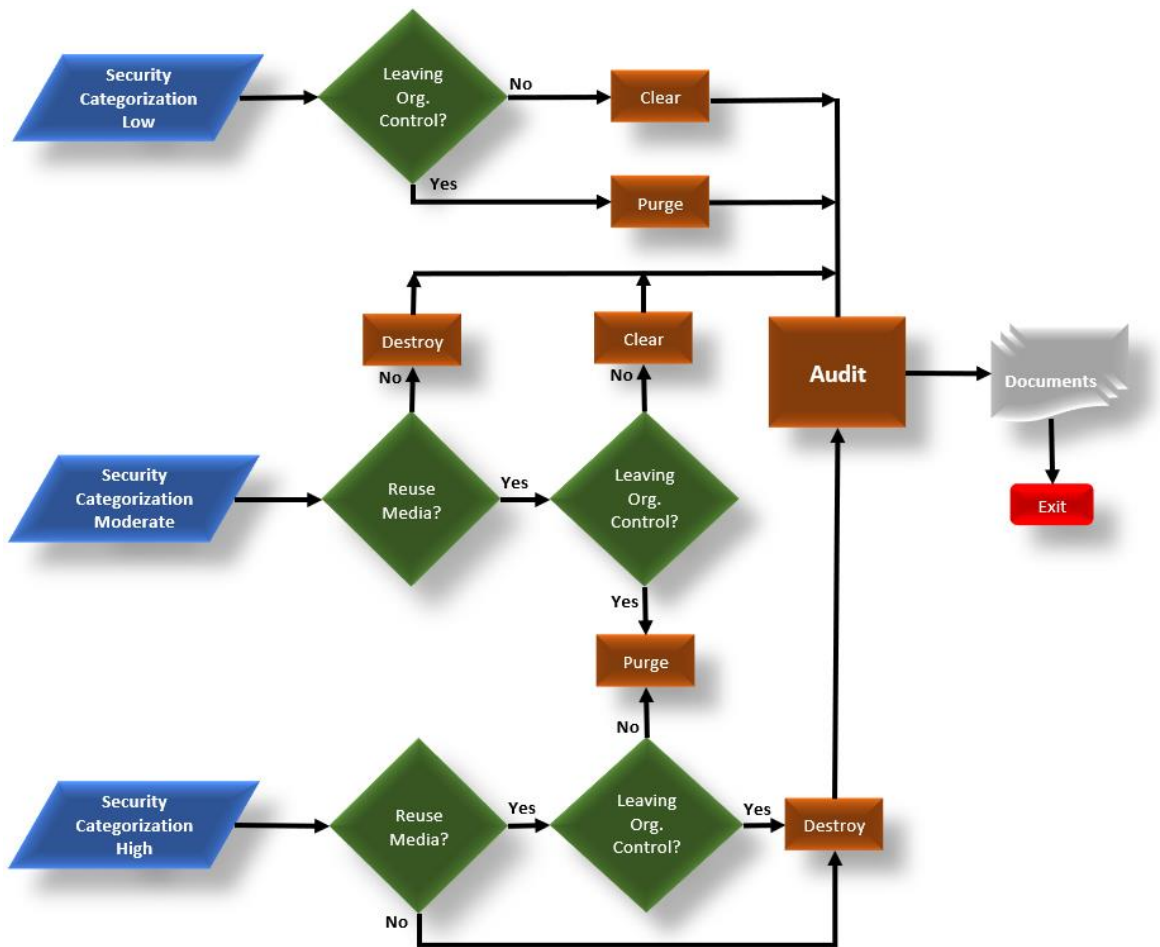 Security
Categorization
Low
Leaving
Org.
Control?
No
Clear
Yes
Purge
Destroy
No
Clear
No
Audit
Documents
Security
Categorization
Moderate
Reuse
Media?
Yes
Leaving
Org.
Control?
Exit
Yes
Purge
No
Security
Categorization
High
Reuse
Media?
Yes
Leaving
Org.
Control?
Yes
Destroy
No